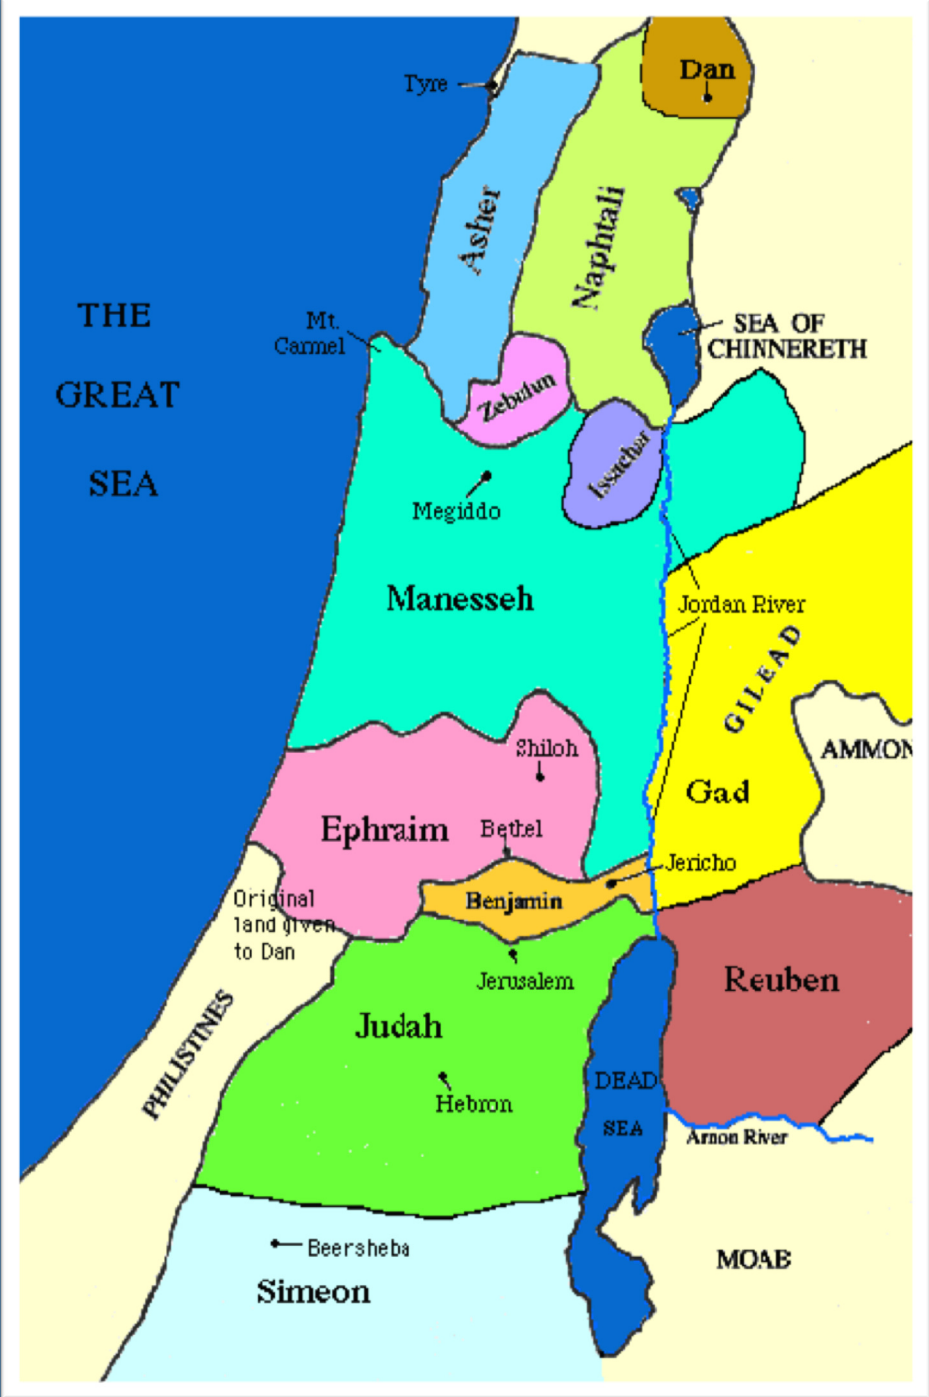 Dan
Tyre
Asher
Naphtali
THE
GREAT
SEA
Mt.
Carmel
SEA OF
CHINNERETH
Zebulun
Issachar
Megiddo
Manesseh
Jordan River
GILEAD
Shiloh
AMMON
Gad
Ephraim
Bethel
Jericho
Original
land given
to Dan
Benjamin
Jerusalem
Reuben
PHILISTINES
Judah
Hebron
DEAD
SEA
Arnon River
Beersheba
Simeon
MOAB